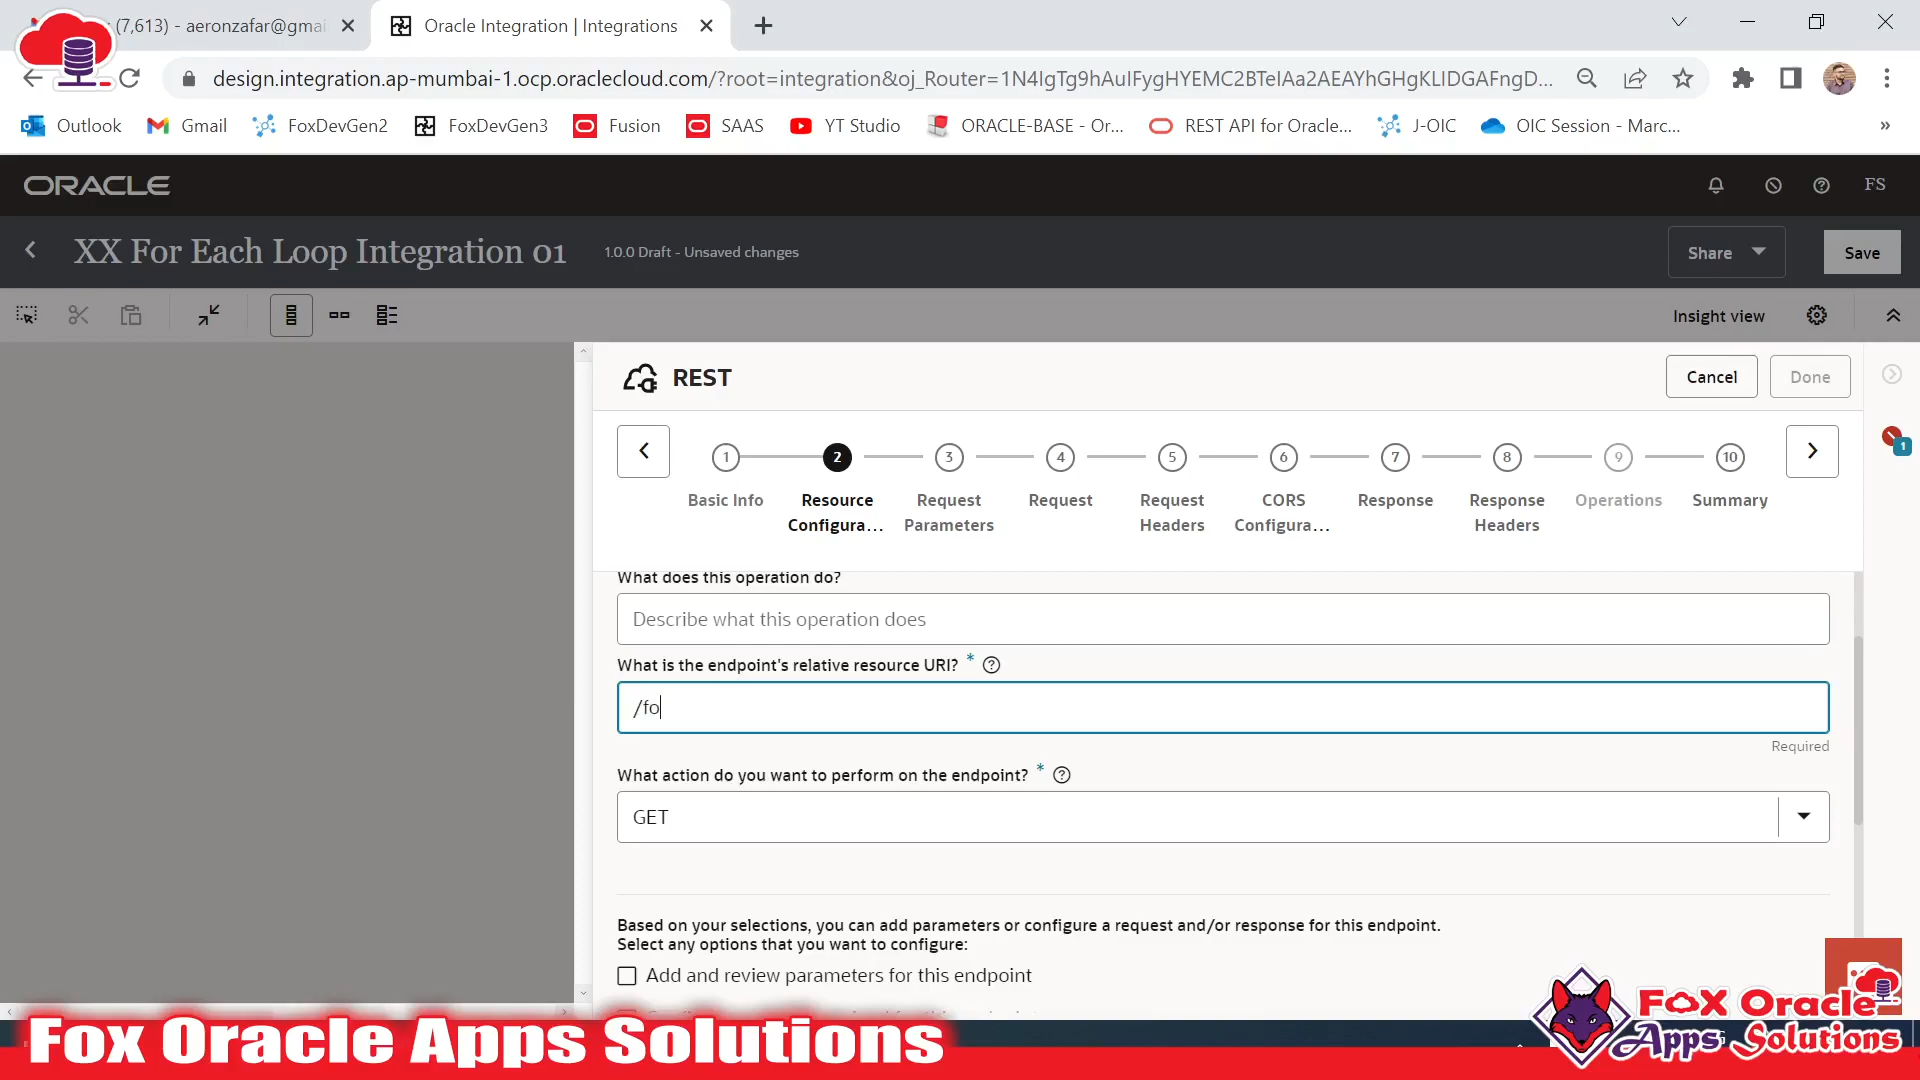 (7,613) - aeronzafar@gmai
Oracle Integration | Integrations
design.integration.ap-mumbai-1.ocp.oraclecloud.com/?root=integration&oj_Router=1N4IgTg9hAuIFygHYEMC2BTeIAa2AEAYhGHgKLIDGAFngD...
Outlook
Gmail
FoxDevGen2
FoxDevGen3
Fusion
SAAS
YT Studio
ORACLE-BASE - Or...
REST API for Oracle...
J-OIC
OIC Session - Marc...
»
ORACLE
FS
XX For Each Loop Integration 01
1.0.0 Draft - Unsaved changes
Share
Save
Insight view
REST
Cancel
Done
1
2
3
4
5
6
7
8
9
10
1
Basic Info
Resource Configura...
Request Parameters
Request
Request Headers
CORS Configura...
Response
Response Headers
Operations
Summary
What does this operation do?
Describe what this operation does
What is the endpoint's relative resource URI? *
/fo
Required
What action do you want to perform on the endpoint? *
GET
Based on your selections, you can add parameters or configure a request and/or response for this endpoint.
Select any options that you want to configure:
Add and review parameters for this endpoint
Fox Oracle Apps Solutions
Fox Oracle
Apps Solutions